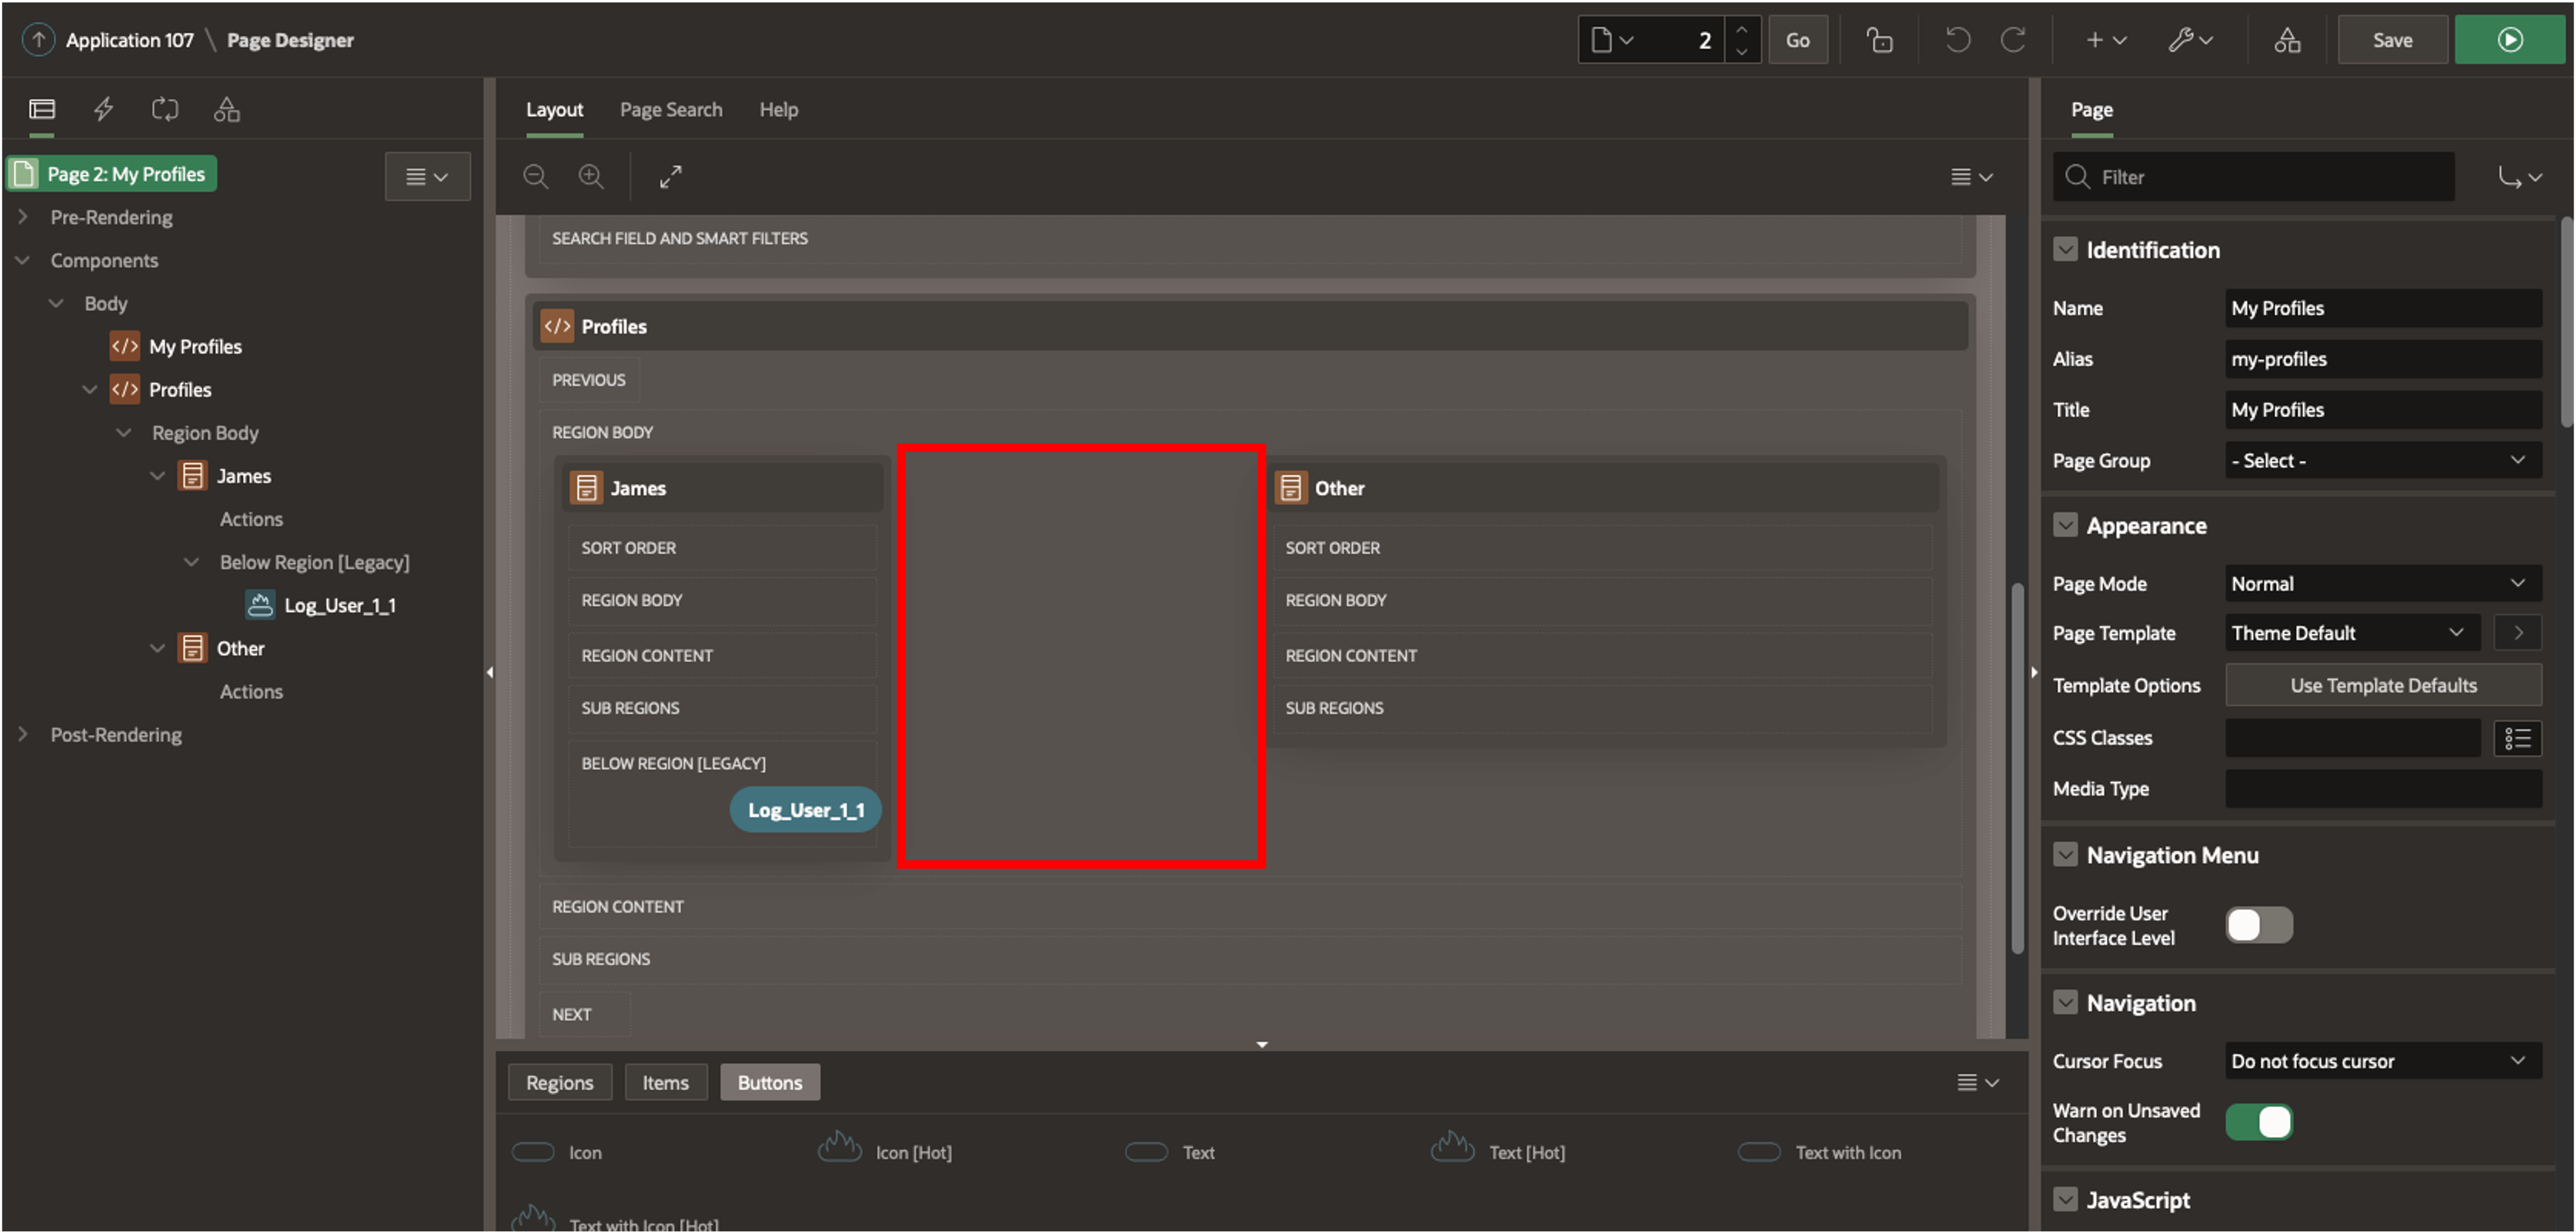 Application 107 \ Page Designer
2
Go
Save
Page 2: My Profiles
Pre-Rendering
Components
Body
My Profiles
Profiles
Region Body
James
Actions
Below Region [Legacy]
Log_User_1_1
Other
Actions
Post-Rendering
Layout
Page Search
Help
SEARCH FIELD AND SMART FILTERS
Profiles
PREVIOUS
REGION BODY
James
SORT ORDER
REGION BODY
REGION CONTENT
SUB REGIONS
BELOW REGION [LEGACY]
Log_User_1_1
Other
SORT ORDER
REGION BODY
REGION CONTENT
SUB REGIONS
REGION CONTENT
SUB REGIONS
NEXT
Regions
Items
Buttons
Icon
Icon [Hot]
Text
Text [Hot]
Text with Icon
Text with Icon [Hot]
Page
Filter
Identification
Name
My Profiles
Alias
my-profiles
Title
My Profiles
Page Group
- Select -
Appearance
Page Mode
Normal
Page Template
Theme Default
Template Options
Use Template Defaults
CSS Classes
Media Type
Navigation Menu
Override User
Interface Level
Navigation
Cursor Focus
Do not focus cursor
Warn on Unsaved
Changes
JavaScript